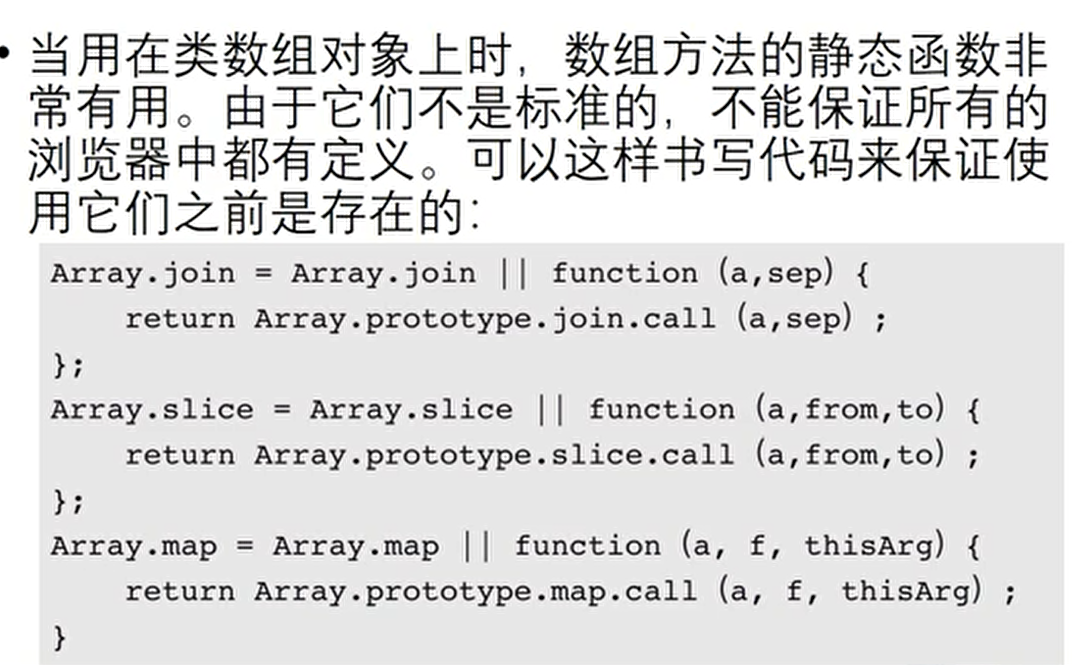 • 当用在类数组对象上时，数组方法的静态函数非
常有用。由于它们不是标准的，不能保证所有的
浏览器中都有定义。可以这样书写代码来保证使
用它们之前是存在的：
Array.join = Array.join || function (a,sep) {
    return Array.prototype.join.call (a,sep) ;
};
Array.slice = Array.slice || function (a,from,to) {
    return Array.prototype.slice.call (a,from,to) ;
};
Array.map = Array.map || function (a, f, thisArg) {
    return Array.prototype.map.call (a, f, thisArg) ;
}